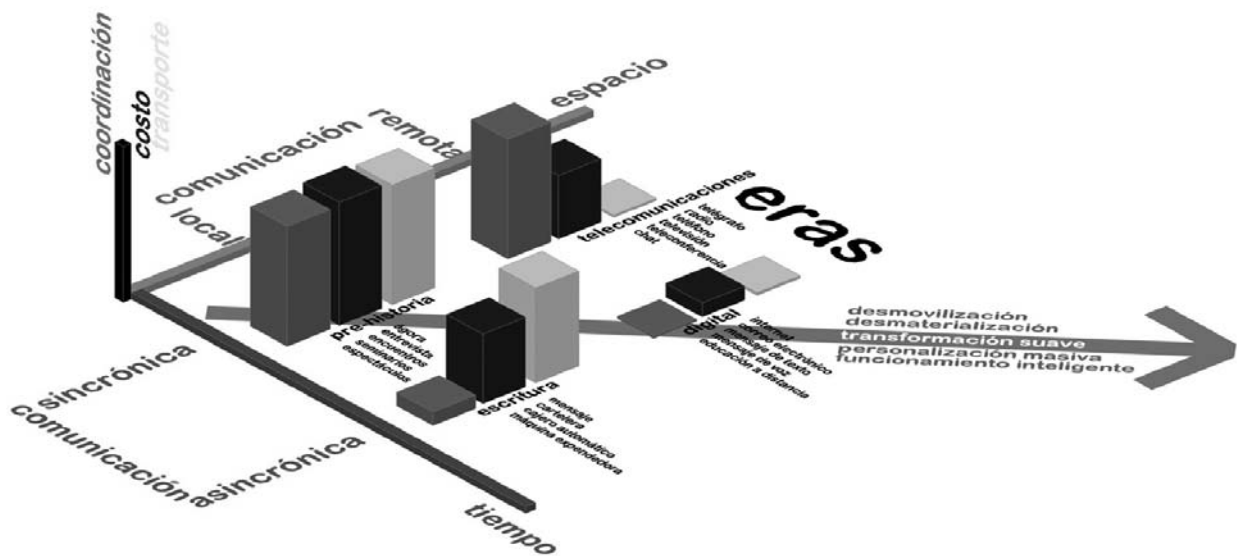 coordinación
costo
transporte
comunicación
local
remota
espacio
eras
pre-historia
ágora
entrevista
encuentros
seminarios
espectáculos
telecomunicaciones
telégrafo
radio
teléfono
televisión
teleconferencia
chat
escritura
mensaje
cartelera
cajero automático
máquina expendedora
digital
internet
correo electrónico
mensaje de texto
mensaje de voz
educación a distancia
desmovilización
desmaterialización
transformación suave
personalización masiva
funcionamiento inteligente
sincrónica
comunicación
asincrónica
tiempo